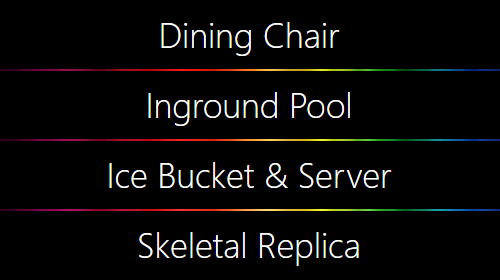 Dining Chair
Inground Pool
Ice Bucket & Server
Skeletal Replica